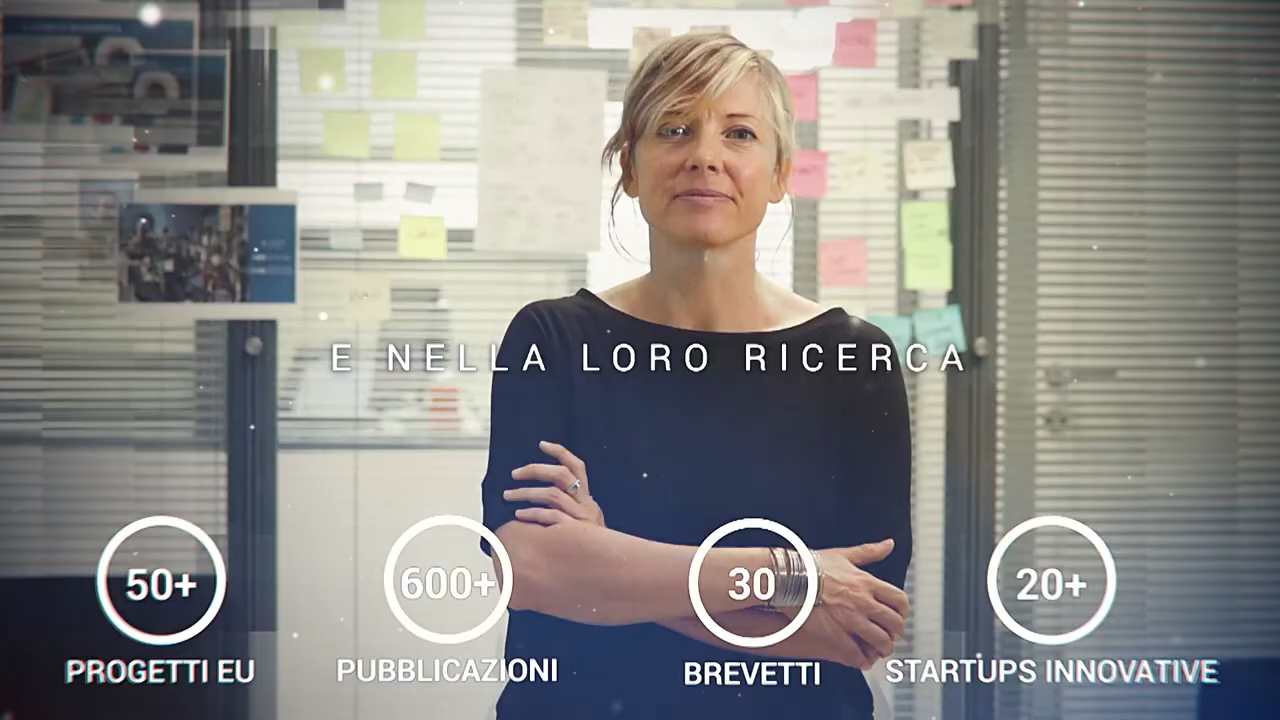 E NELLA LORO RICERCA
50+
600+
30
20+
PROGETTI EU
PUBBLICAZIONI
BREVETTI
STARTUPS INNOVATIVE